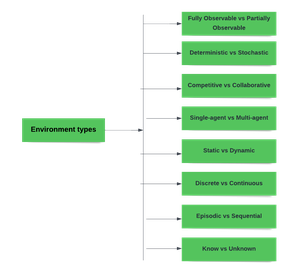 Fully Observable vs Partially
Observable
Deterministic vs Stochastic
Competitive vs Collaborative
Single-agent vs Multi-agent
Environment types
Static vs Dynamic
Discrete vs Continuous
Episodic vs Sequential
Know vs Unknown